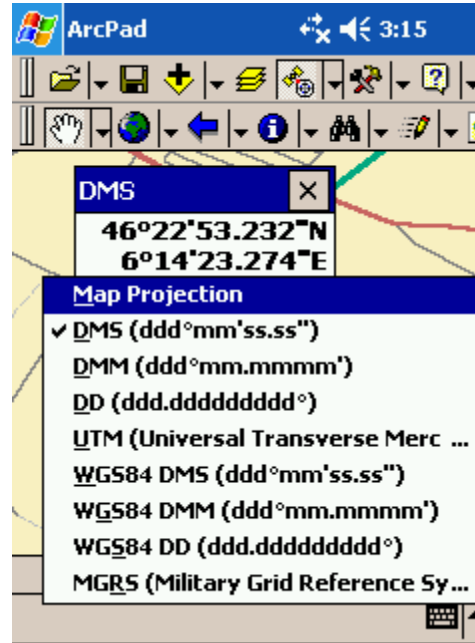 ArcPad 3:15
DMS
46°22'53.232"N
6°14'23.274"E
Map Projection
DMS (ddd°mm'ss.ss")
DMM (ddd°mm.mmmm')
DD (ddd.ddddddddd°)
UTM (Universal Transverse Merc ...
WGS84 DMS (ddd°mm'ss.ss")
WGS84 DMM (ddd°mm.mmmm')
WGS84 DD (ddd.ddddddddd°)
MGRS (Military Grid Reference Sy...